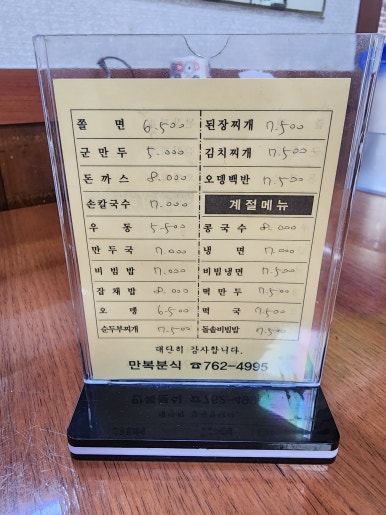 쫄 면 6.500
군 만 두 5.000
돈 까 스 8.000
손칼국수 7.000
우 동 5.500
만 두 국 7.000
비 빔 밥 7.000
잡 채 밥 8.000
오 뎅 6.500
순두부찌개 7.500
된장찌개 7.500
김치찌개 7.500
오뎅백반 7.500
계절메뉴
콩 국 수 8.000
냉 면 7.000
비빔냉면 7.500
떡 만 두 7.500
떡 국 7.500
돌솥비빔밥 7.500
대단히 감사합니다.
만복분식 ☎762-4995